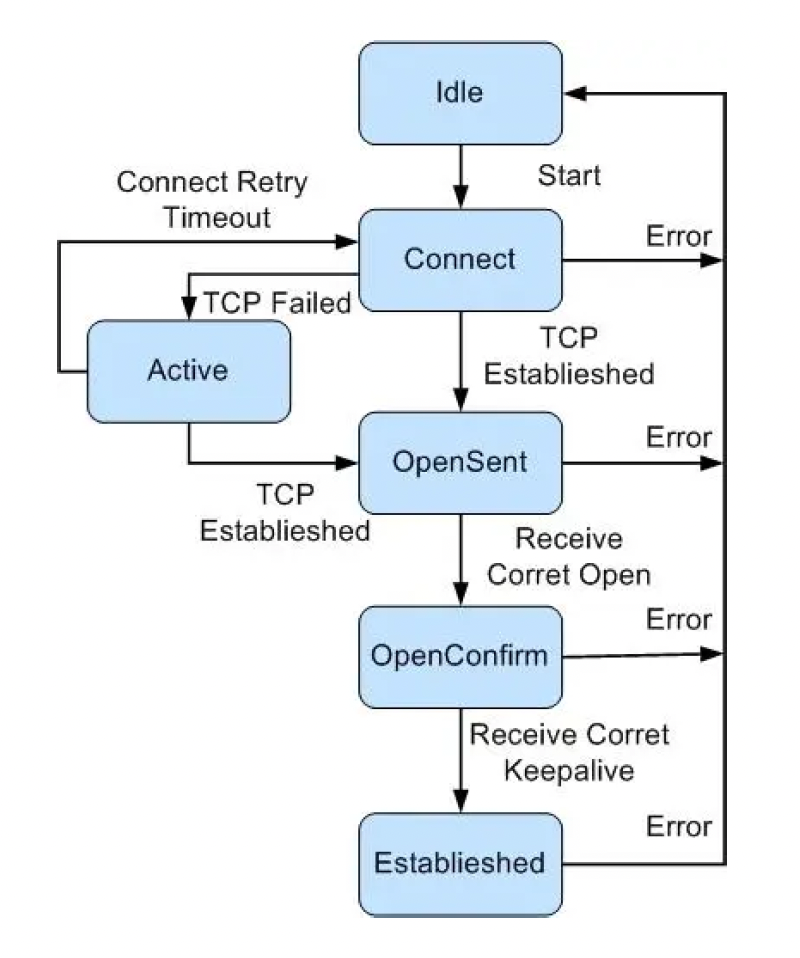 Idle
Start
Connect Retry
Timeout
Connect
Error
TCP Failed
TCP
Establieshed
Active
OpenSent
Error
TCP
Establieshed
Receive
Corret Open
OpenConfirm
Error
Receive Corret
Keepalive
Establieshed
Error